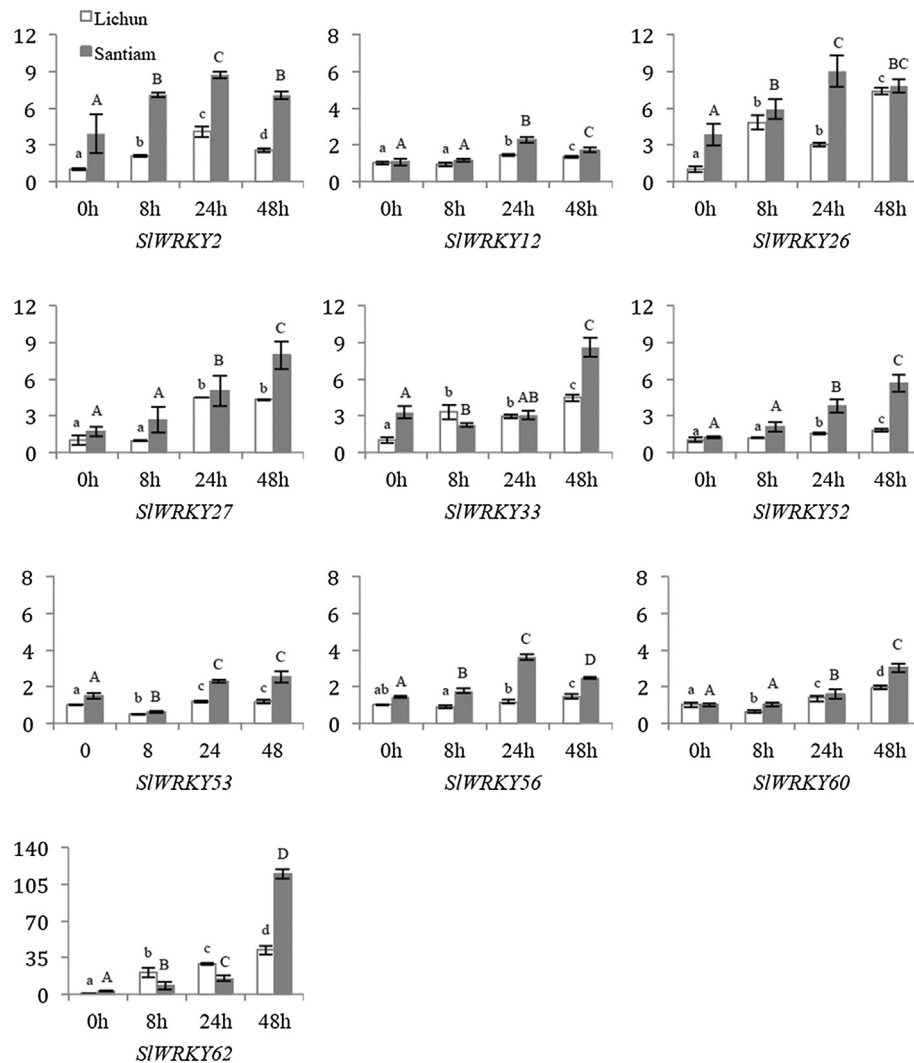 Lichun
Santiam
12
9
6
3
0
a
A
b
B
c
C
d
B
0h 8h 24h 48h
SlWRKY2
12
8
6
4
2
0
a
A
a
A
b
B
c
C
0h 8h 24h 48h
SlWRKY12
12
9
6
3
0
a
A
b
B
b
C
c
BC
0h 8h 24h 48h
SlWRKY26
12
9
6
3
0
a
A
a
A
b
B
b
C
0h 8h 24h 48h
SlWRKY27
12
9
6
3
0
a
A
b
B
b
AB
c
C
0h 8h 24h 48h
SlWRKY33
12
9
6
3
0
a
A
a
A
b
B
c
C
0h 8h 24h 48h
SlWRKY52
8
6
4
2
0
a
A
b
B
c
C
c
C
0 8 24 48
SlWRKY53
8
6
4
2
0
ab
A
a
B
b
C
c
D
0h 8h 24h 48h
SlWRKY56
8
6
4
2
0
a
A
b
A
c
B
d
C
0h 8h 24h 48h
SlWRKY60
140
105
70
35
0
a
A
b
B
c
C
d
D
0h 8h 24h 48h
SlWRKY62